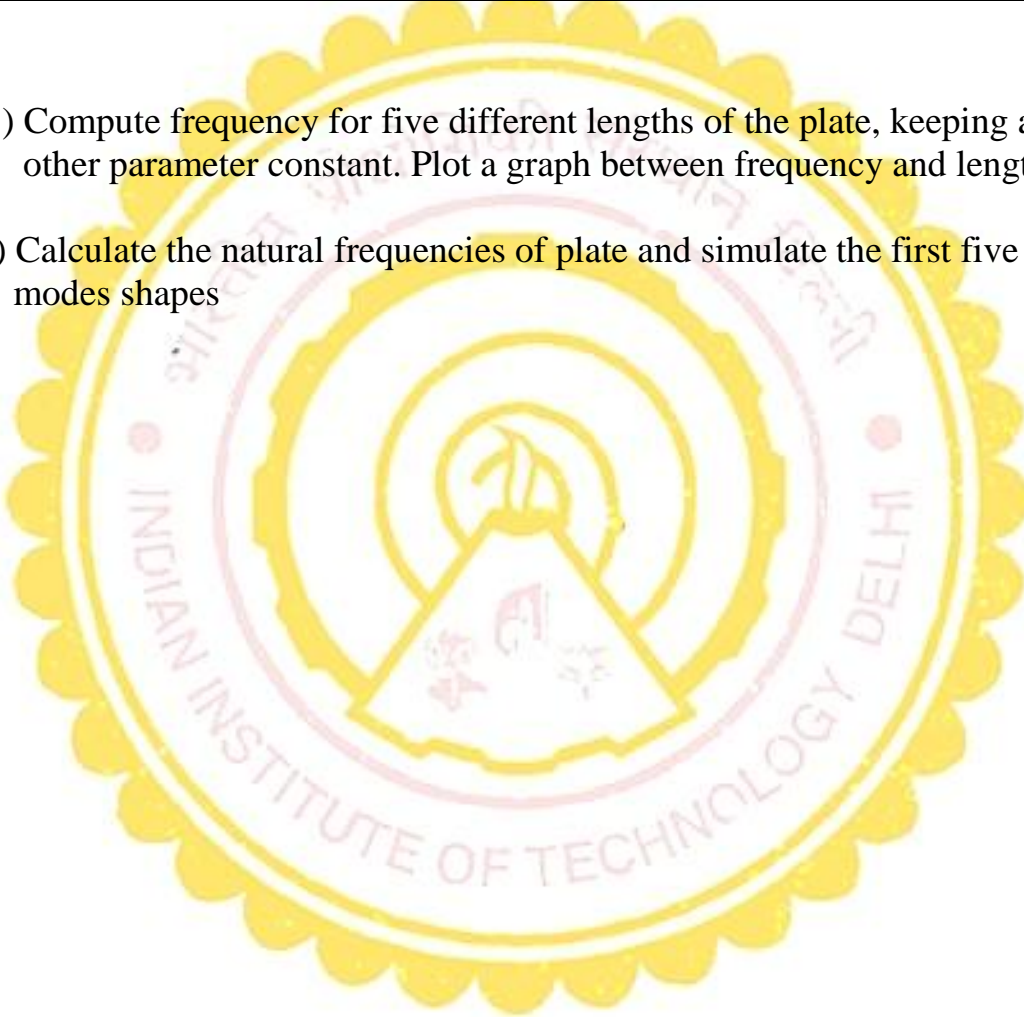 ) Compute frequency for five different lengths of the plate, keeping a
other parameter constant. Plot a graph between frequency and lengt
) Calculate the natural frequencies of plate and simulate the first five
modes shapes
INDIAN INSTITUTE OF TECHNOLOGY DELHI